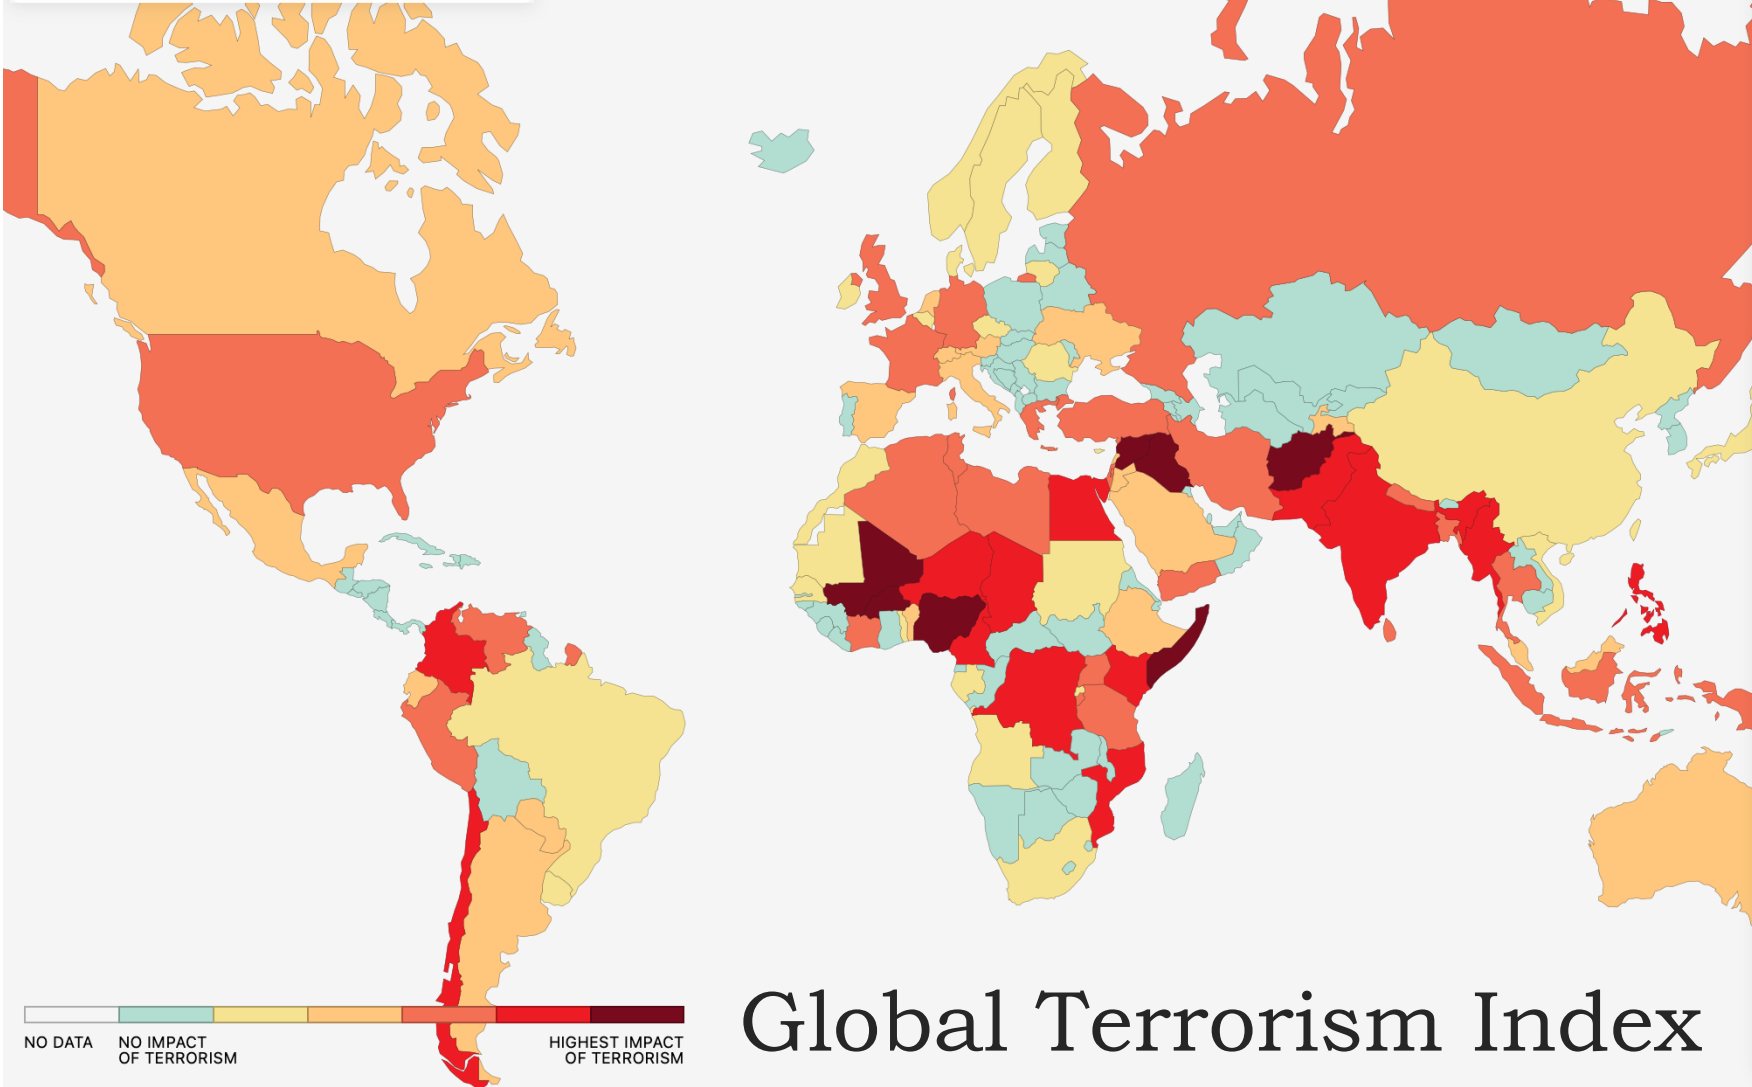 NO DATA
NO IMPACT
OF TERRORISM
HIGHEST IMPACT
OF TERRORISM
Global Terrorism Index